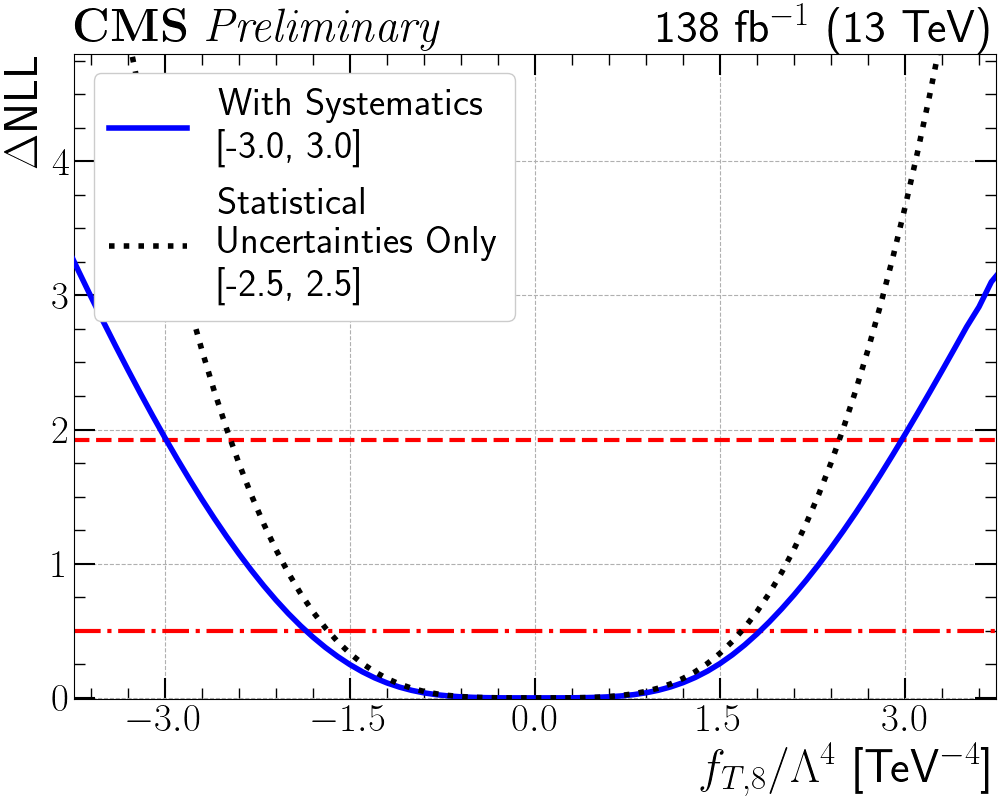 CMS Preliminary 138 fb⁻¹ (13 TeV)
ΔNLL
With Systematics
[-3.0, 3.0]
Statistical
Uncertainties Only
[-2.5, 2.5]
4
3
2
1
0
−3.0 −1.5 0.0 1.5 3.0
f_{T,8}/Λ⁴ [TeV⁻⁴]